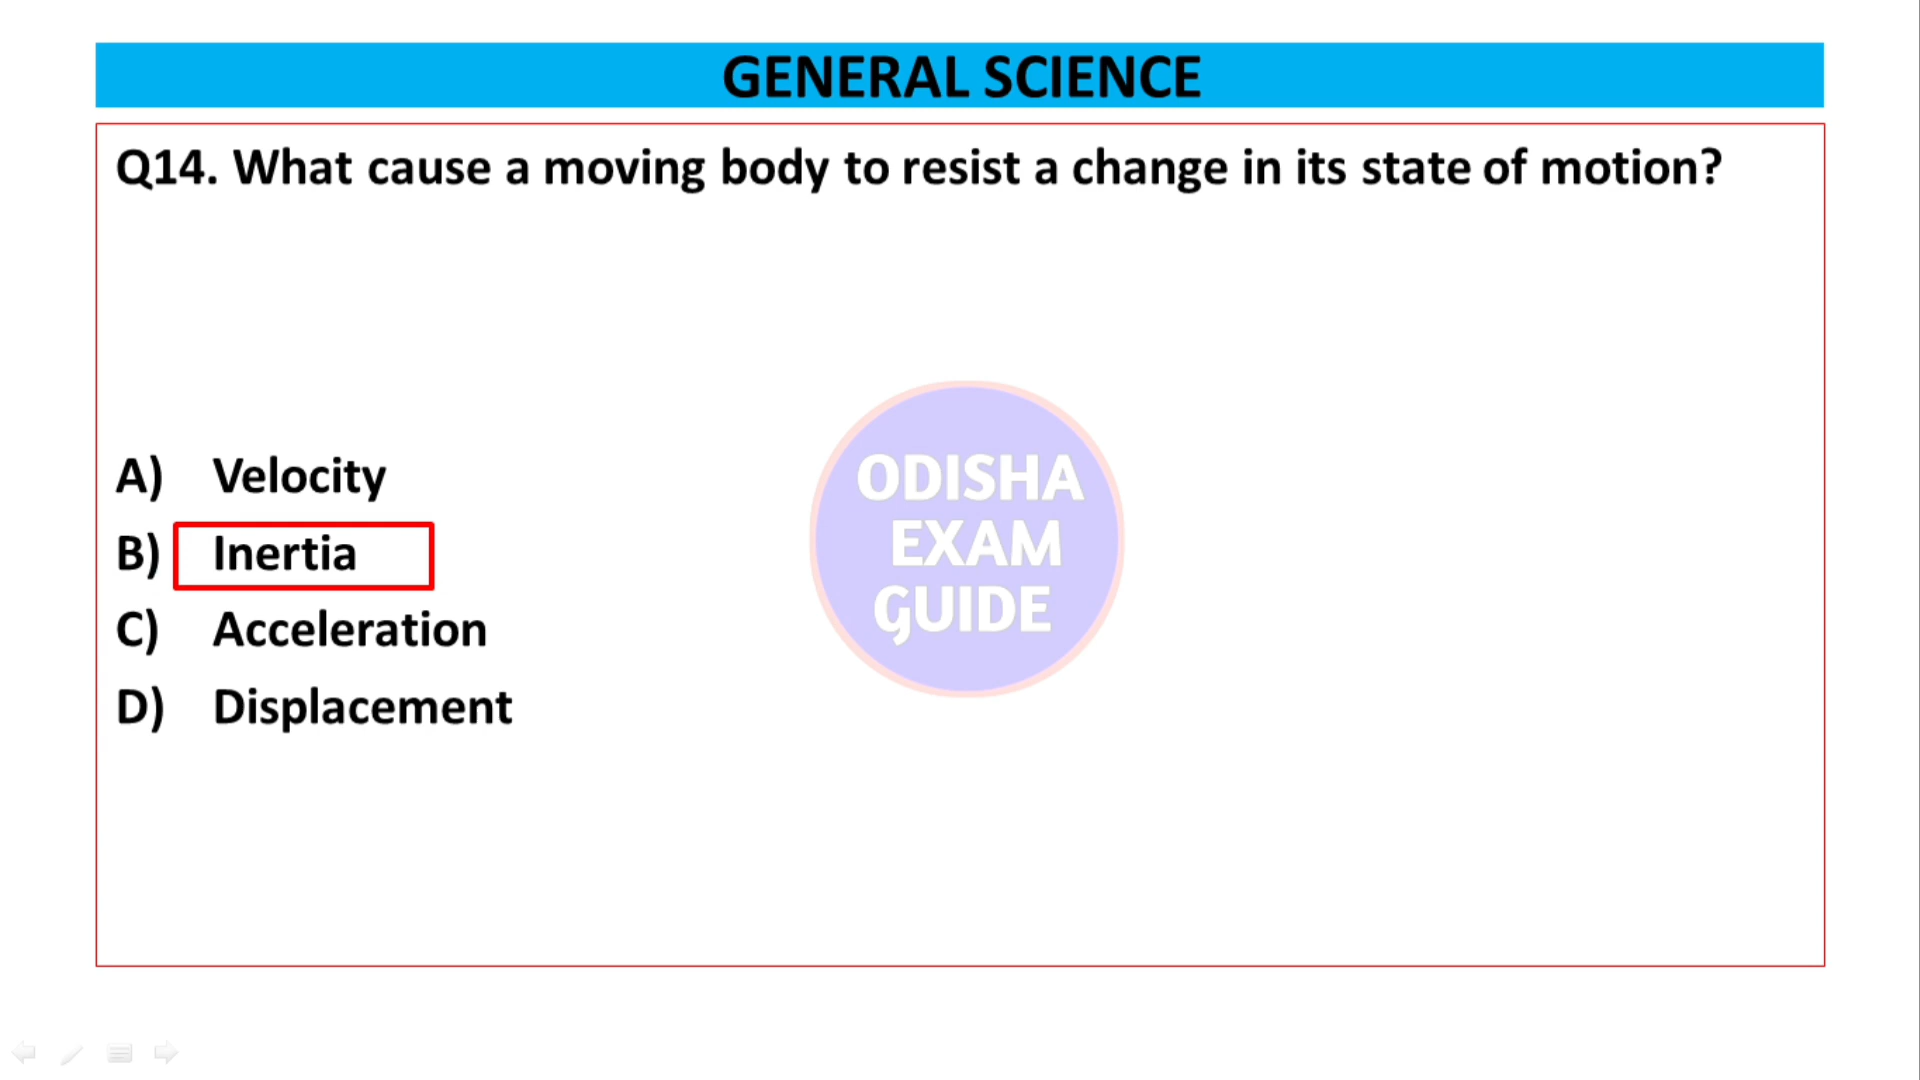 GENERAL SCIENCE
Q14. What cause a moving body to resist a change in its state of motion?
A) Velocity
B) Inertia
C) Acceleration
D) Displacement
ODISHA
EXAM
GUIDE